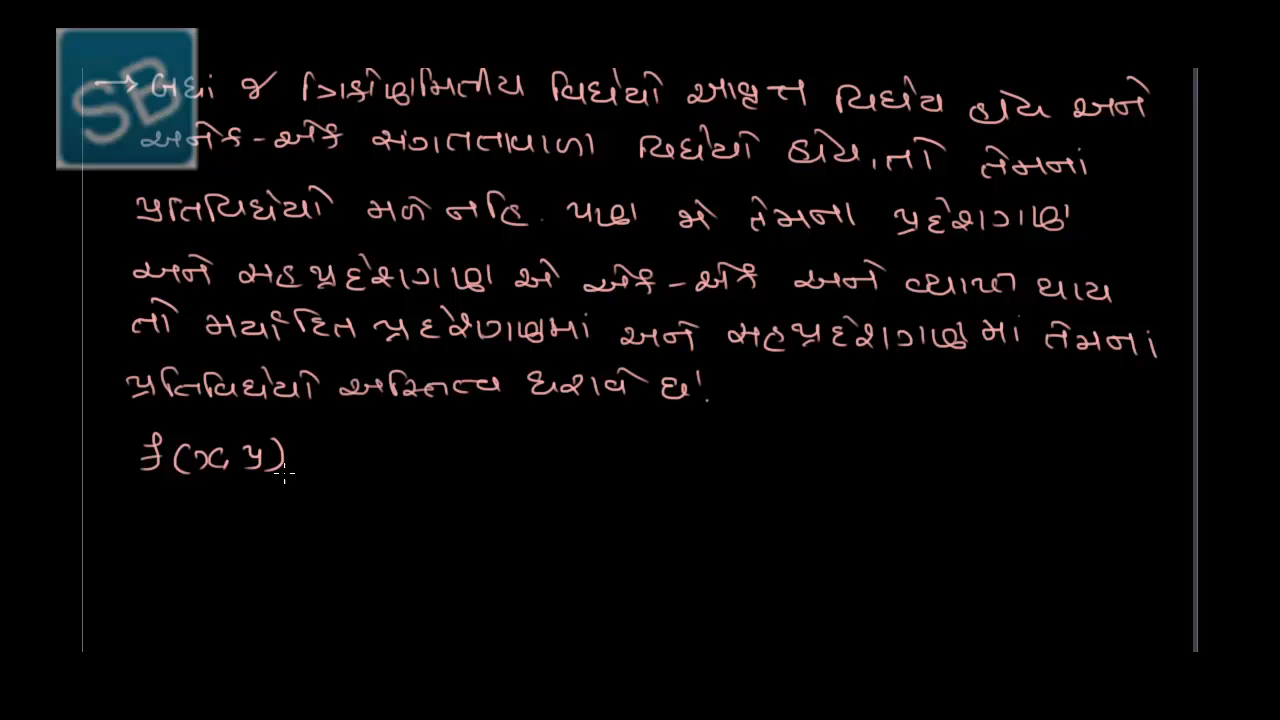 SB
→ બધાં જ ત્રિકોણમિતીય વિધેયો આવૃત્ત વિધેય હોય અને
અનેક-એક સંગતતાવાળા વિધેયો હોય, તો તેમનાં
પ્રતિવિધેયો મળે નહિ. પણ જો તેમના પ્રદેશગણ
અને સહપ્રદેશગણ એ એક-એક અને વ્યાપ્ત થાય
તો મર્યાદિત પ્રદેશગણમાં અને સહપ્રદેશગણમાં તેમનાં
પ્રતિવિધેયો અસ્તિત્વ ધરાવે છે.
f(x, y)